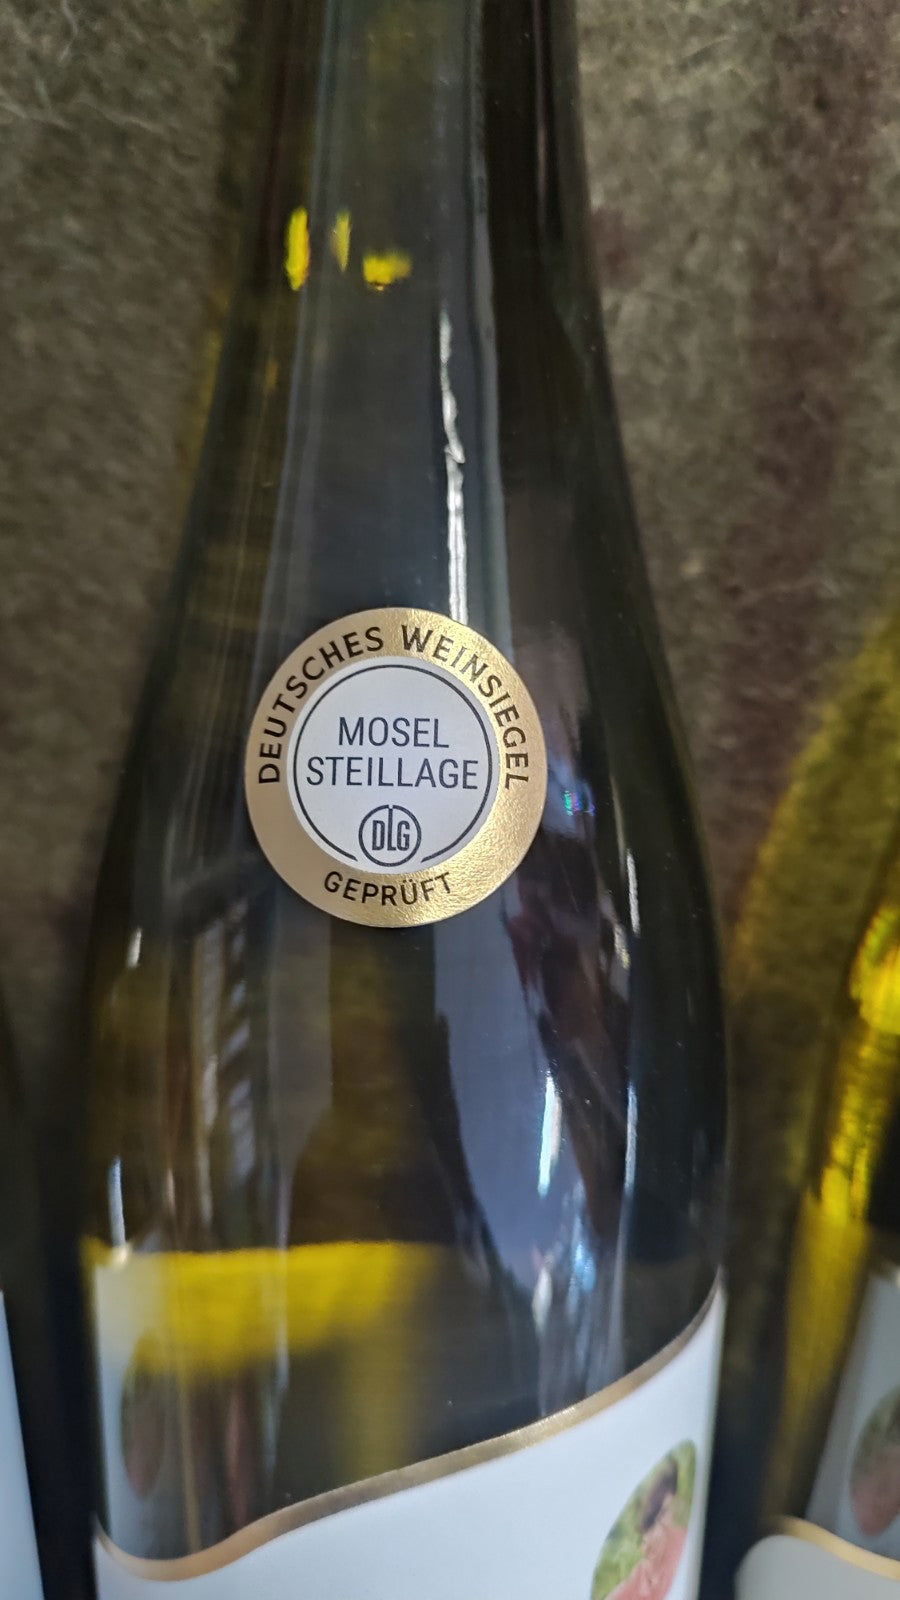 DEUTSCHES WEINSIEGEL
MOSEL
STEILLAGE
DLG
GEPRÜFT